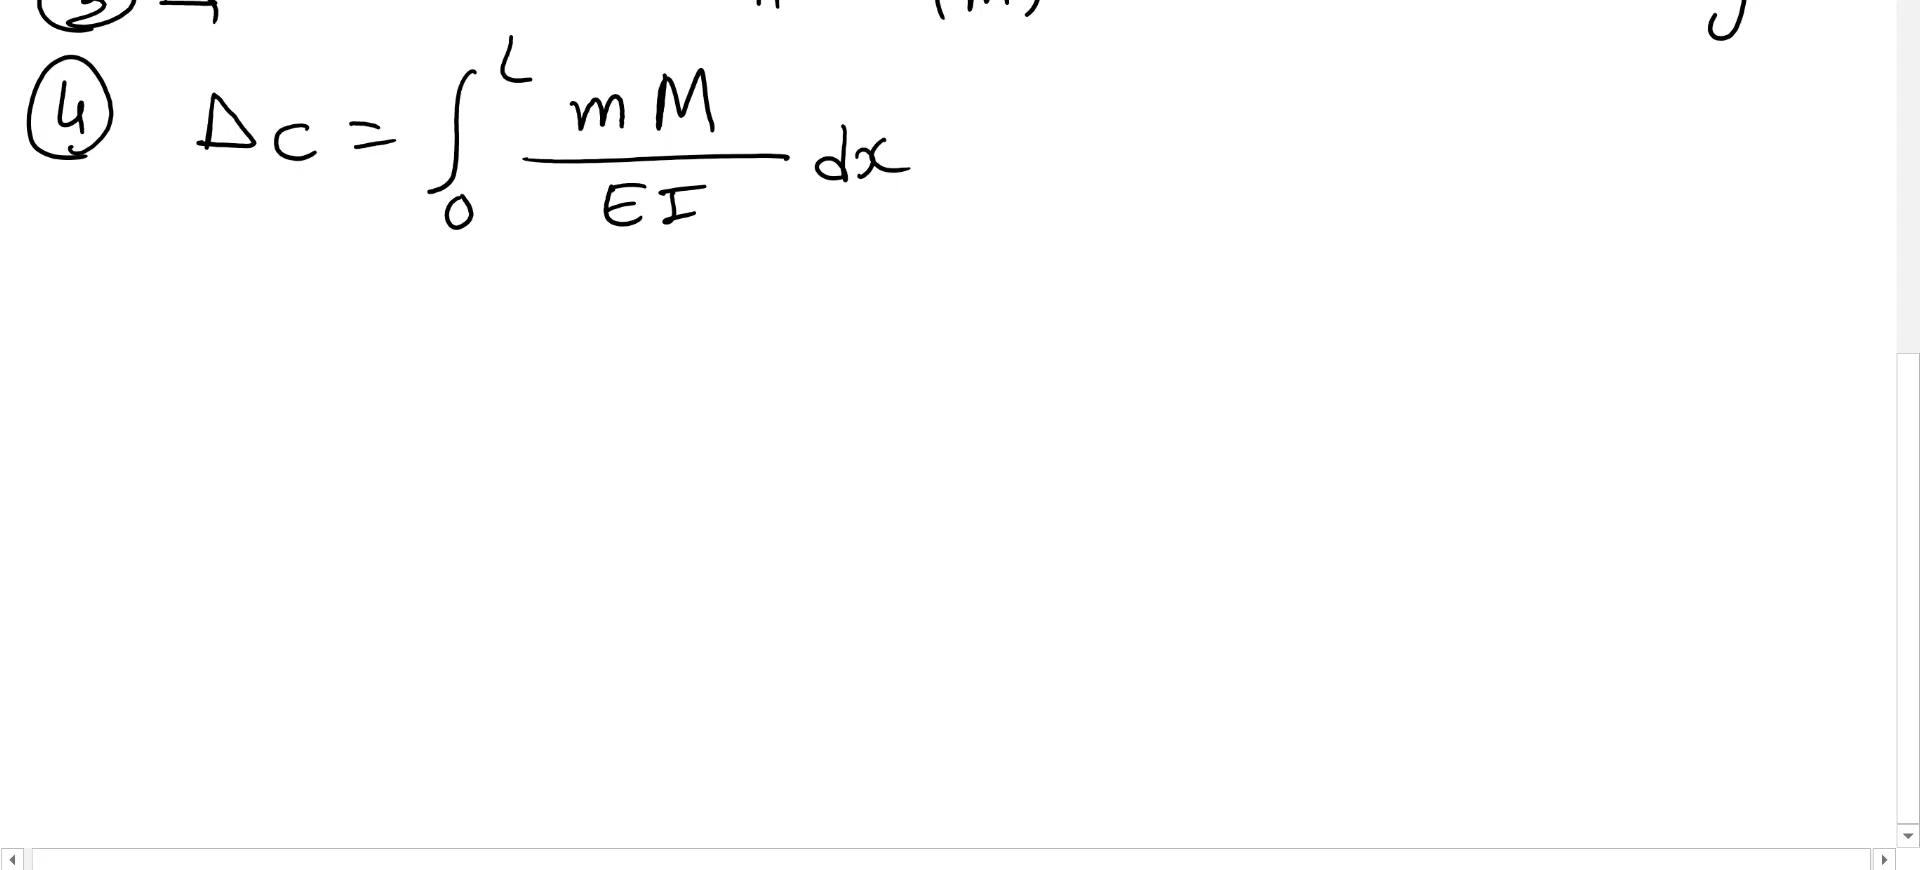 ④ Δc = ∫₀ᴸ mM/EI dx